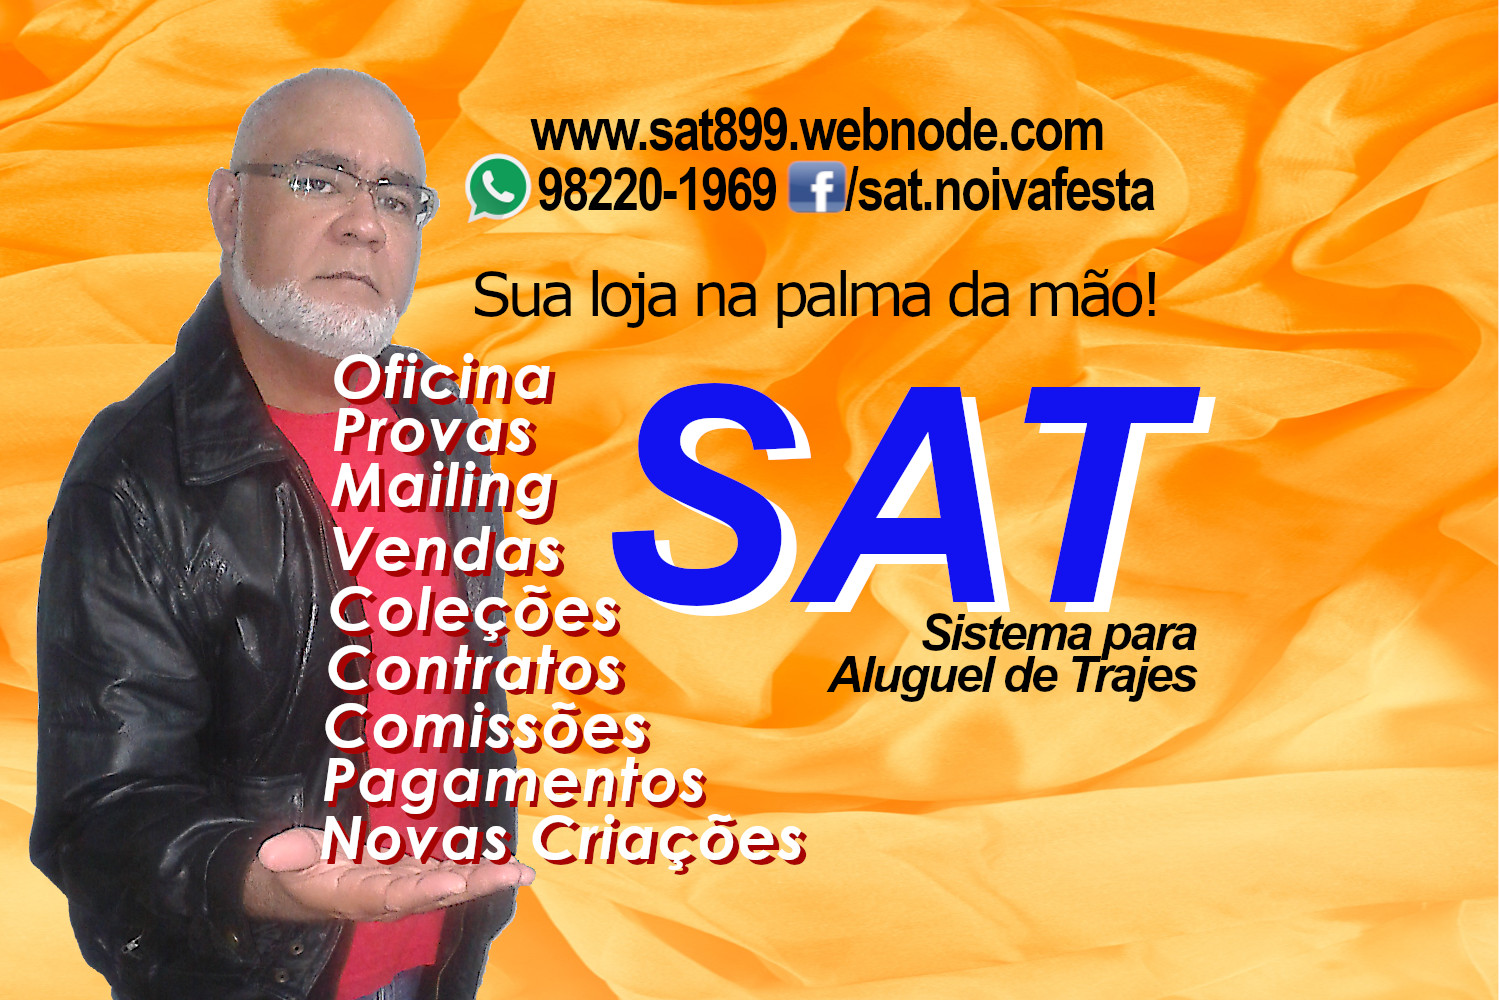 www.sat899.webnode.com
98220-1969 f/sat.noivafesta
Sua loja na palma da mão!
Oficina
Provas
Mailing
Vendas
Coleções
Contratos
Comissões
Pagamentos
Novas Criações
SAT
Sistema para
Aluguel de Trajes